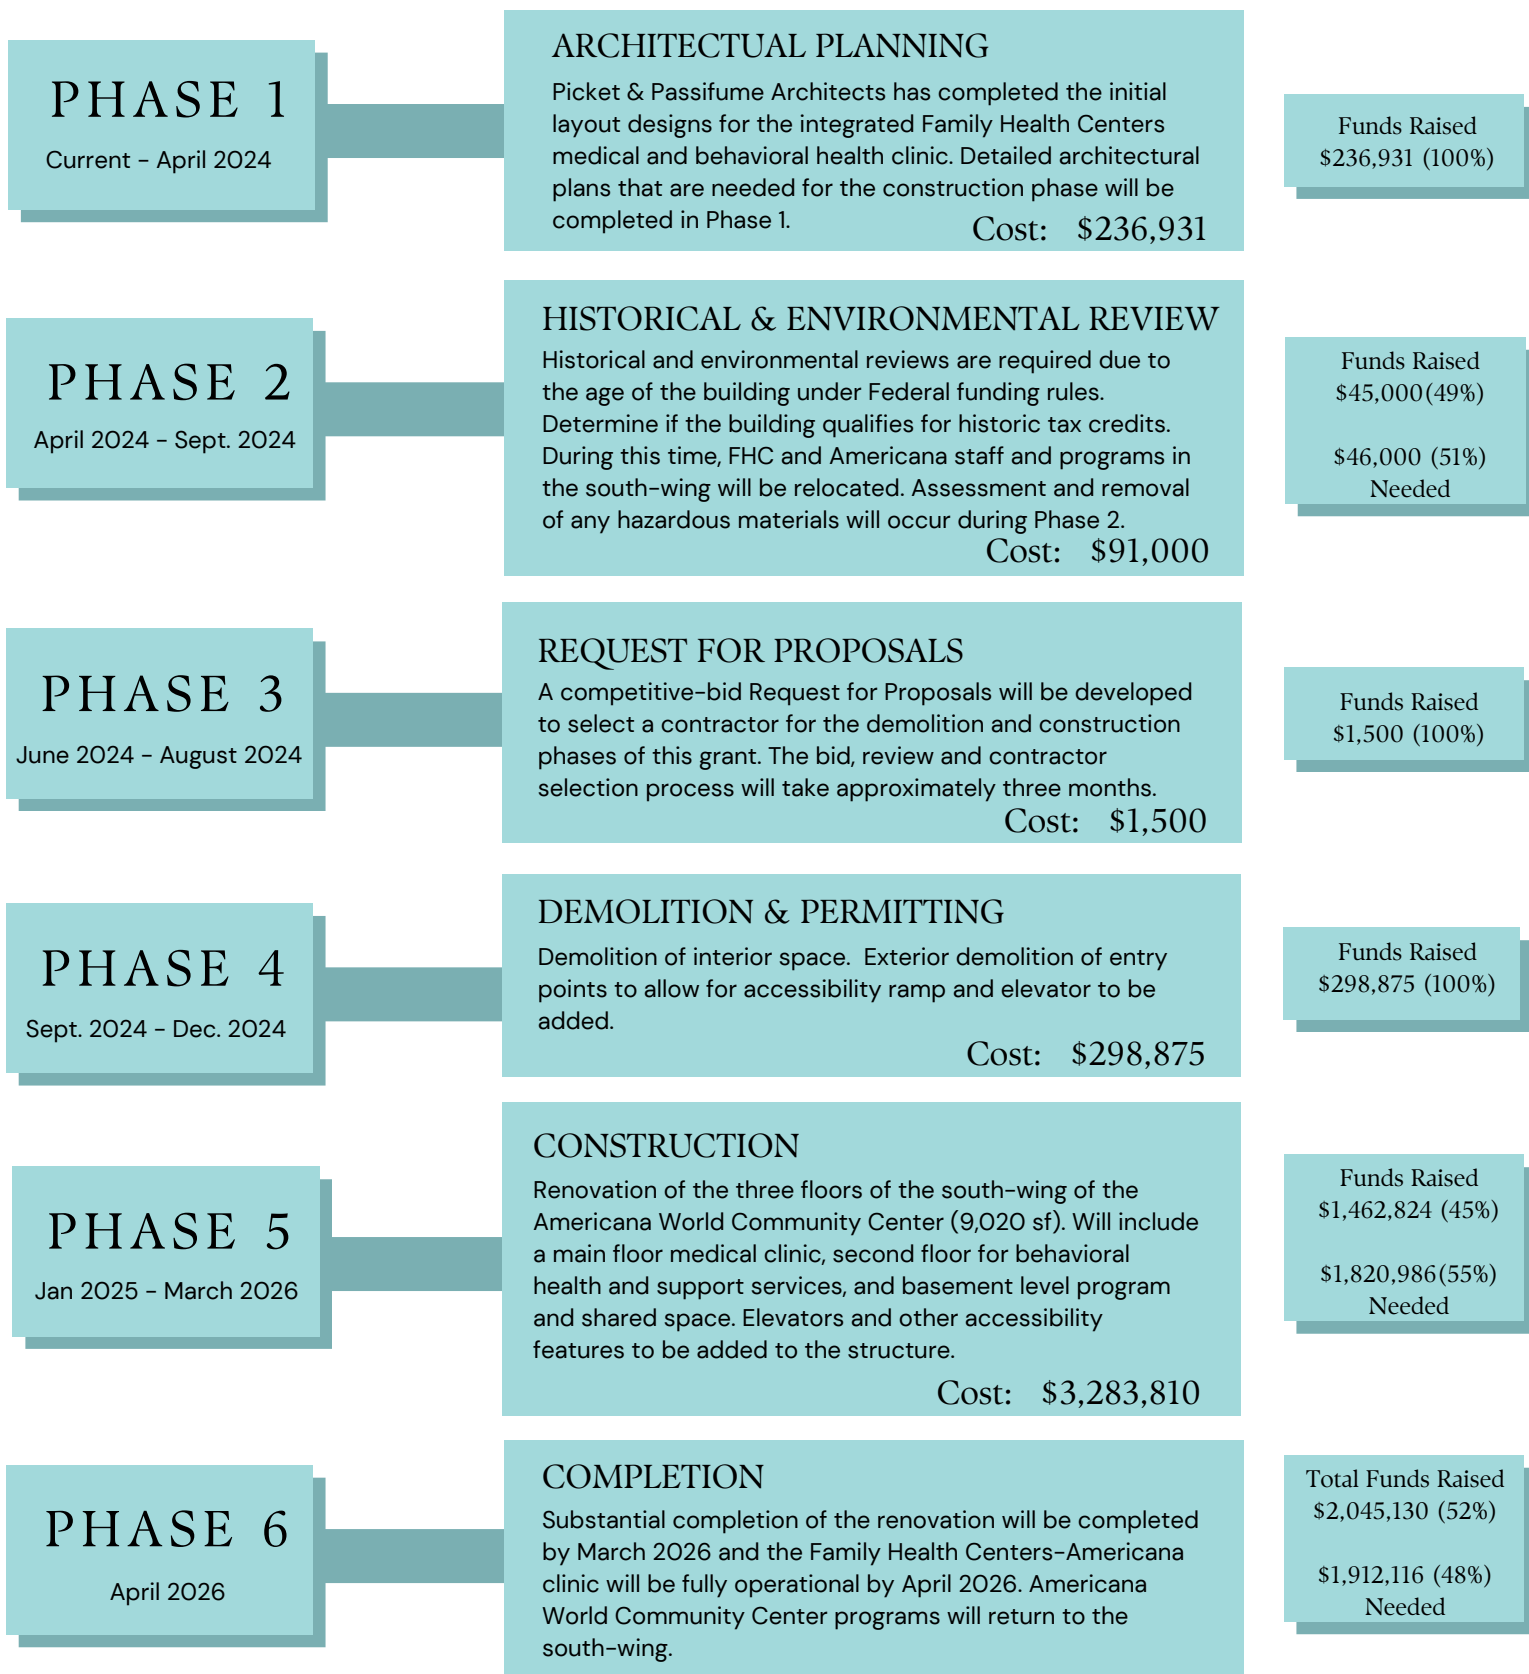 PHASE 1
Current - April 2024
ARCHITECTUAL PLANNING
Picket & Passifume Architects has completed the initial
layout designs for the integrated Family Health Centers
medical and behavioral health clinic. Detailed architectural
plans that are needed for the construction phase will be
completed in Phase 1.
Cost: $236,931
Funds Raised
$236,931 (100%)
PHASE 2
April 2024 - Sept. 2024
HISTORICAL & ENVIRONMENTAL REVIEW
Historical and environmental reviews are required due to
the age of the building under Federal funding rules.
Determine if the building qualifies for historic tax credits.
During this time, FHC and Americana staff and programs in
the south-wing will be relocated. Assessment and removal
of any hazardous materials will occur during Phase 2.
Cost: $91,000
Funds Raised
$45,000(49%)
$46,000 (51%)
Needed
PHASE 3
June 2024 - August 2024
REQUEST FOR PROPOSALS
A competitive-bid Request for Proposals will be developed
to select a contractor for the demolition and construction
phases of this grant. The bid, review and contractor
selection process will take approximately three months.
Cost: $1,500
Funds Raised
$1,500 (100%)
PHASE 4
Sept. 2024 - Dec. 2024
DEMOLITION & PERMITTING
Demolition of interior space. Exterior demolition of entry
points to allow for accessibility ramp and elevator to be
added.
Cost: $298,875
Funds Raised
$298,875 (100%)
PHASE 5
Jan 2025 - March 2026
CONSTRUCTION
Renovation of the three floors of the south-wing of the
Americana World Community Center (9,020 sf). Will include
a main floor medical clinic, second floor for behavioral
health and support services, and basement level program
and shared space. Elevators and other accessibility
features to be added to the structure.
Cost: $3,283,810
Funds Raised
$1,462,824 (45%)
$1,820,986(55%)
Needed
PHASE 6
April 2026
COMPLETION
Substantial completion of the renovation will be completed
by March 2026 and the Family Health Centers-Americana
clinic will be fully operational by April 2026. Americana
World Community Center programs will return to the
south-wing.
Total Funds Raised
$2,045,130 (52%)
$1,912,116 (48%)
Needed